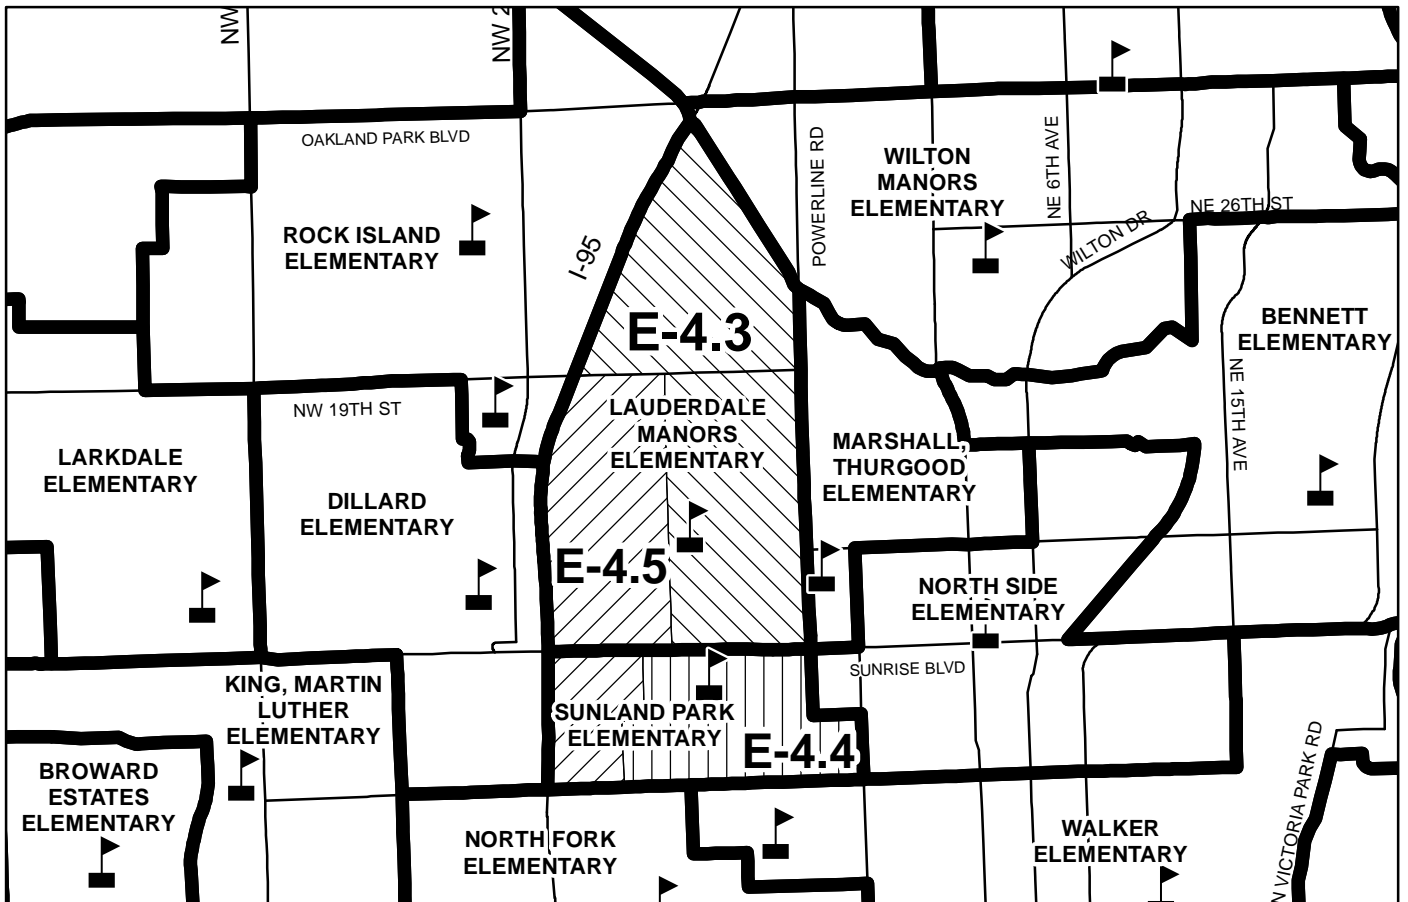 NW
NW 2
OAKLAND PARK BLVD
POWERLINE RD
NE 6TH AVE
WILTON
MANORS
ELEMENTARY
NE 26TH ST
WILTON DR
ROCK ISLAND
ELEMENTARY
I-95
E-4.3
BENNETT
ELEMENTARY
NE 15TH AVE
NW 19TH ST
LAUDERDALE
MANORS
ELEMENTARY
MARSHALL,
THURGOOD
ELEMENTARY
LARKDALE
ELEMENTARY
DILLARD
ELEMENTARY
E-4.5
NORTH SIDE
ELEMENTARY
SUNRISE BLVD
KING, MARTIN
LUTHER
ELEMENTARY
SUNLAND PARK
ELEMENTARY
E-4.4
BROWARD
ESTATES
ELEMENTARY
NORTH FORK
ELEMENTARY
WALKER
ELEMENTARY
N VICTORIA PARK RD